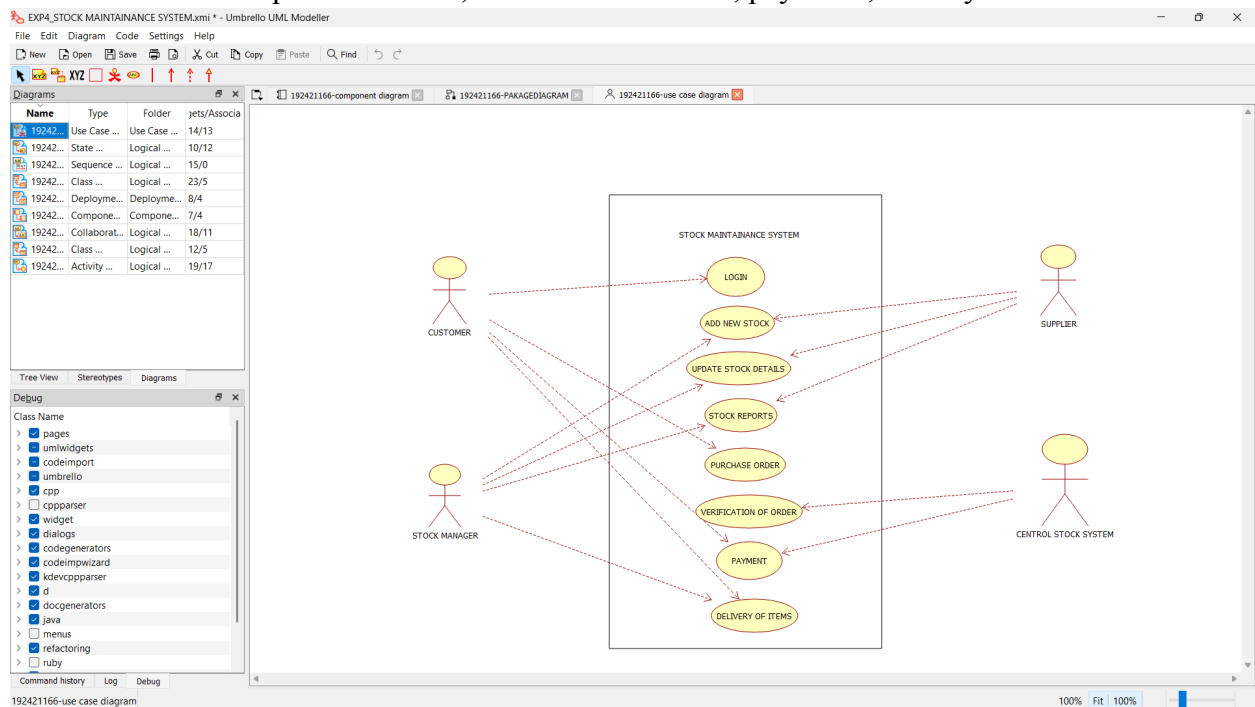 EXP4_STOCK MAINTAINANCE SYSTEM.xmi * - Umbrello UML Modeller
File Edit Diagram Code Settings Help
New Open Save Cut Copy Paste Find
XYZ
Diagrams
192421166-component diagram 192421166-PAKAGEDIAGRAM 192421166-use case diagram
Name Type Folder jets/Associa
19242... Use Case ... Use Case ... 14/13
19242... State ... Logical ... 10/12
19242... Sequence ... Logical ... 15/0
19242... Class ... Logical ... 23/5
19242... Deployme... Deployme... 8/4
19242... Compone... Compone... 7/4
19242... Collaborat... Logical ... 18/11
19242... Class ... Logical ... 12/5
19242... Activity ... Logical ... 19/17
Tree View Stereotypes Diagrams
Debug
Class Name
pages
umlwidgets
codeimport
umbrello
cpp
cppparser
widget
dialogs
codegenerators
codeimpwizard
kdevcppparser
d
docgenerators
java
menus
refactoring
ruby
Command history Log Debug
192421166-use case diagram
STOCK MAINTAINANCE SYSTEM
LOGIN
ADD NEW STOCK
UPDATE STOCK DETAILS
STOCK REPORTS
PURCHASE ORDER
VERIFICATION OF ORDER
PAYMENT
DELIVERY OF ITEMS
CUSTOMER
STOCK MANAGER
SUPPLIER
CENTROL STOCK SYSTEM
100% Fit 100%